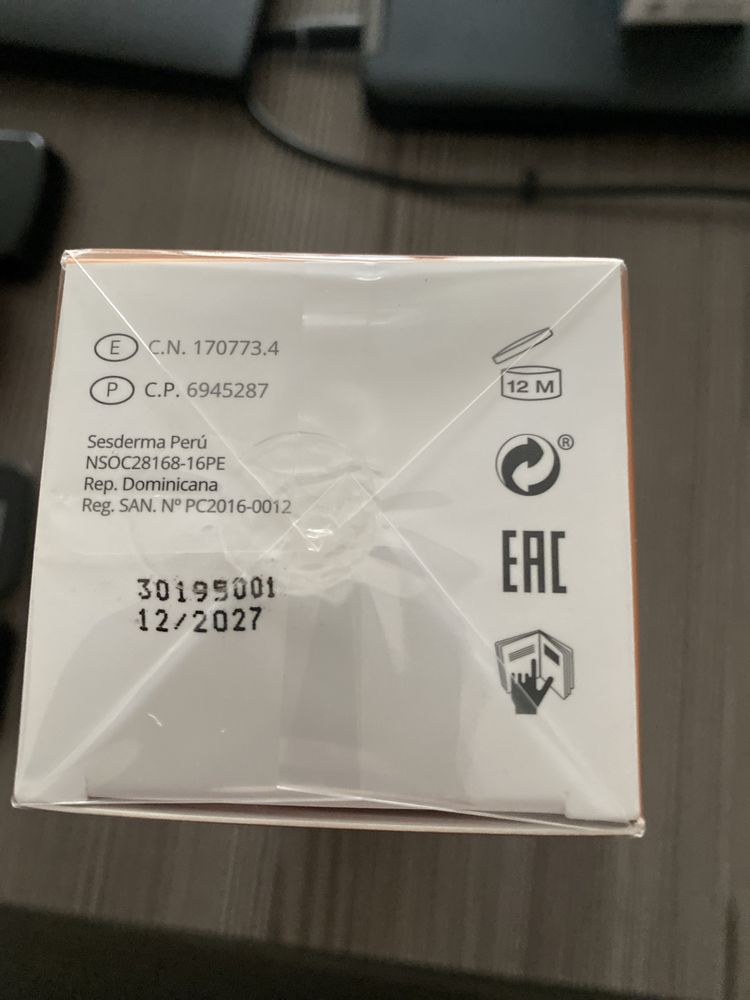 E C.N. 170773.4
P C.P. 6945287
Sesderma Perú
NSOC28168-16PE
Rep. Dominicana
Reg. SAN. Nº PC2016-0012
30195001
12/2027
12 M
®
EAC